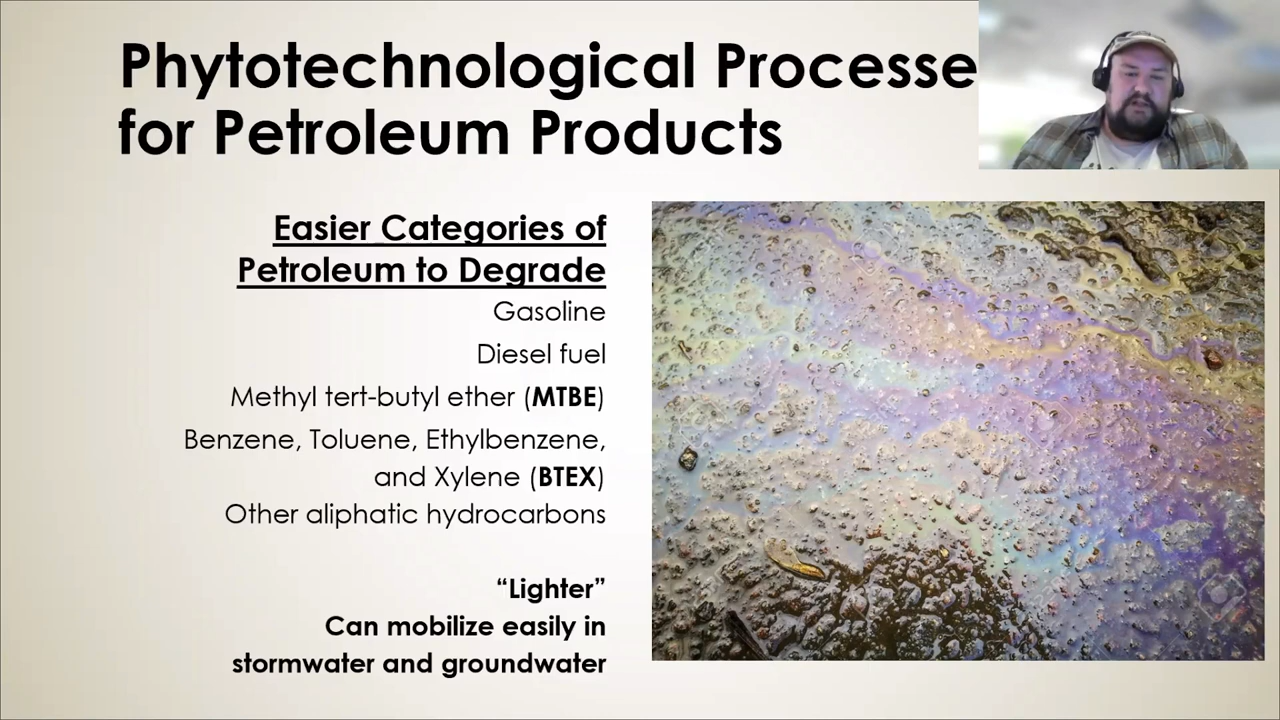 Phytotechnological Processe
for Petroleum Products
Easier Categories of
Petroleum to Degrade
Gasoline
Diesel fuel
Methyl tert-butyl ether (MTBE)
Benzene, Toluene, Ethylbenzene,
and Xylene (BTEX)
Other aliphatic hydrocarbons
“Lighter”
Can mobilize easily in
stormwater and groundwater